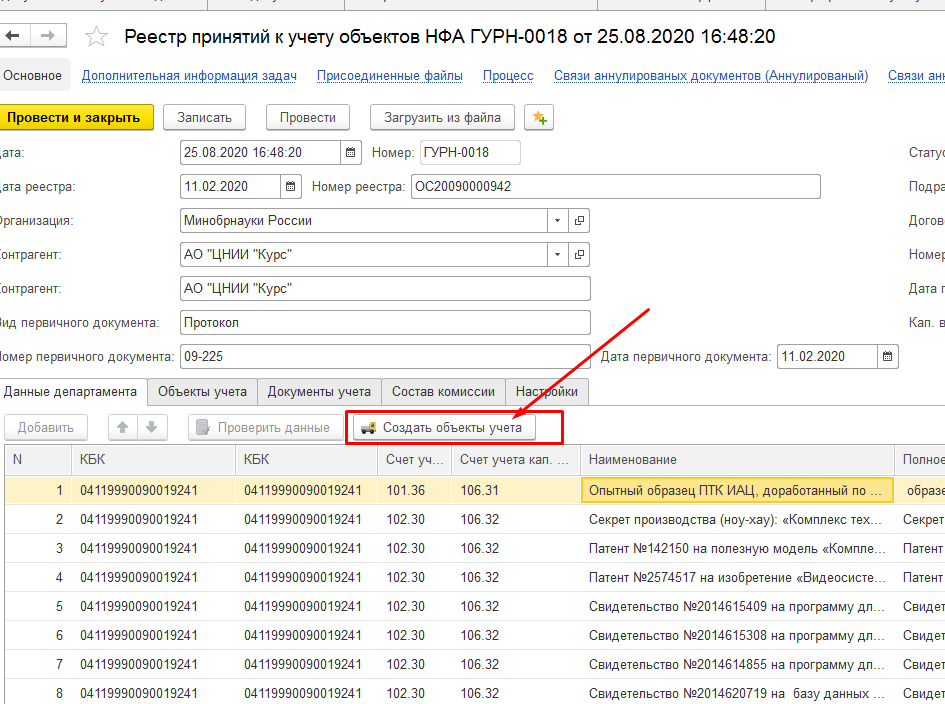 Реестр принятий к учету объектов НФА ГУРН-0018 от 25.08.2020 16:48:20
Основное Дополнительная информация задач Присоединенные файлы Процесс Связи аннулированых документов (Аннулированый) Связи ан
Провести и закрыть Записать Провести Загрузить из файла
ата: 25.08.2020 16:48:20 Номер: ГУРН-0018 Статус
ата реестра: 11.02.2020 Номер реестра: ОС20090000942 Подра
Организация: Минобрнауки России Догов
онтрагент: АО "ЦНИИ "Курс" Номер
онтрагент: АО "ЦНИИ "Курс" Дата п
ид первичного документа: Протокол Кап. в
омер первичного документа: 09-225 Дата первичного документа: 11.02.2020
Данные департамента Объекты учета Документы учета Состав комиссии Настройки
Добавить Проверить данные Создать объекты учета
N КБК КБК Счет уч... Счет учета кап. ... Наименование Полное
1 04119990090019241 04119990090019241 101.36 106.31 Опытный образец ПТК ИАЦ, доработанный по ... образе
2 04119990090019241 04119990090019241 102.30 106.32 Секрет производства (ноу-хау): «Комплекс тех... Секрет
3 04119990090019241 04119990090019241 102.30 106.32 Патент №142150 на полезную модель «Компле... Патент
4 04119990090019241 04119990090019241 102.30 106.32 Патент №2574517 на изобретение «Видеосисте... Патент
5 04119990090019241 04119990090019241 102.30 106.32 Свидетельство №2014615409 на программу дл... Свидет
6 04119990090019241 04119990090019241 102.30 106.32 Свидетельство №2014615308 на программу дл... Свидет
7 04119990090019241 04119990090019241 102.30 106.32 Свидетельство №2014614855 на программу дл... Свидет
8 04119990090019241 04119990090019241 102.30 106.32 Свидетельство №2014620719 на базу данных ... Свидет